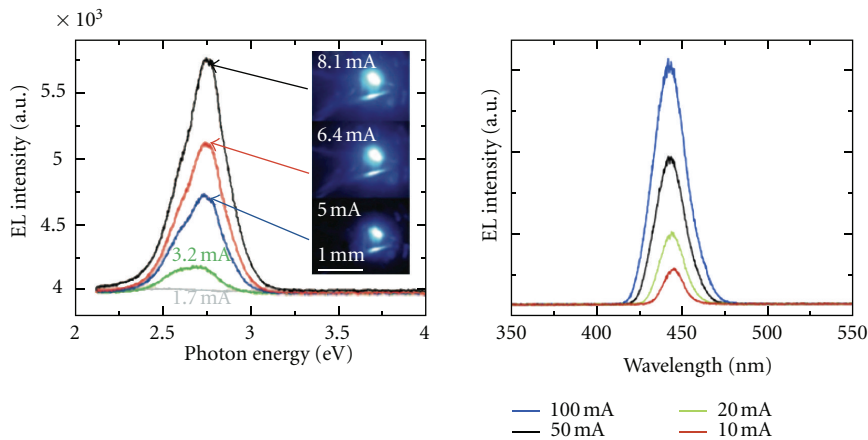 × 10³
5.75
5
4.5
4
EL intensity (a.u.)
2
2.5
3
3.5
4
Photon energy (eV)
8.1 mA
6.4 mA
5 mA
1 mm
3.2 mA
1.7 mA
EL intensity (a.u.)
350
400
450
500
550
Wavelength (nm)
100 mA
20 mA
50 mA
10 mA